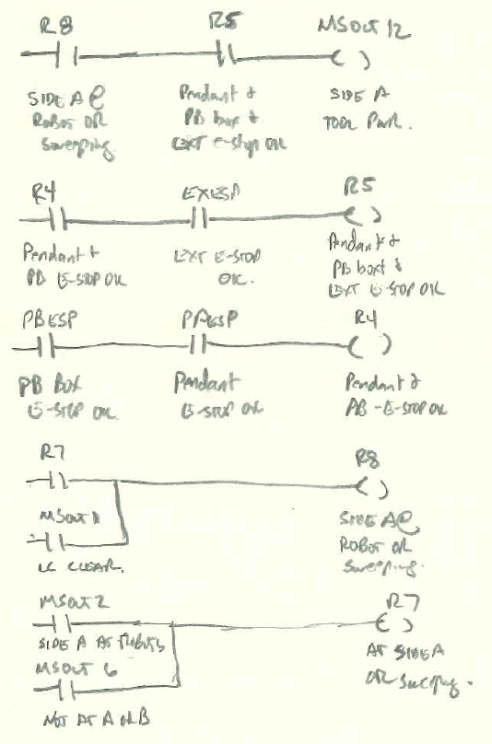 R8 R5 MSOUT 12
SIDE A @ Pendant & SIDE A
ROBOT OR PB box & TOOL PWR.
Sweeping. EXT e-stop OK
R4 EXESP R5
Pendant + EXT E-STOP Pendant &
PB E-STOP OK OK. PB box &
EXT E-STOP OK
PBESP PAESP R4
PB BOX Pendant Pendant &
E-STOP OK E-STOP OK PB-E-STOP OK
R7 R8
SIDE A @
MSOUT ROBOT OR
LC CLEAR. Sweeping.
MSOUT 2 R7
SIDE A AT AT SIDE A
MSOUT 6 OR Sweeping.
NOT AT A OR B